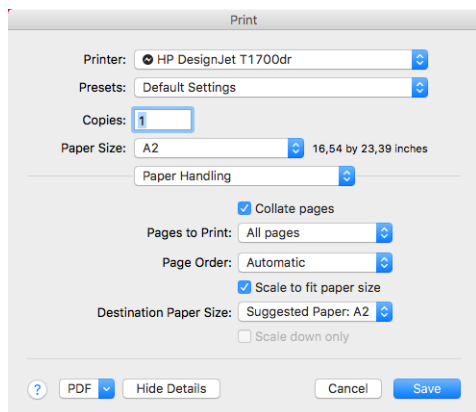 Print
Printer: HP DesignJet T1700dr
Presets: Default Settings
Copies: 1
Paper Size: A2 16,54 by 23,39 inches
Paper Handling
Collate pages
Pages to Print: All pages
Page Order: Automatic
Scale to fit paper size
Destination Paper Size: Suggested Paper: A2
Scale down only
? PDF Hide Details Cancel Save